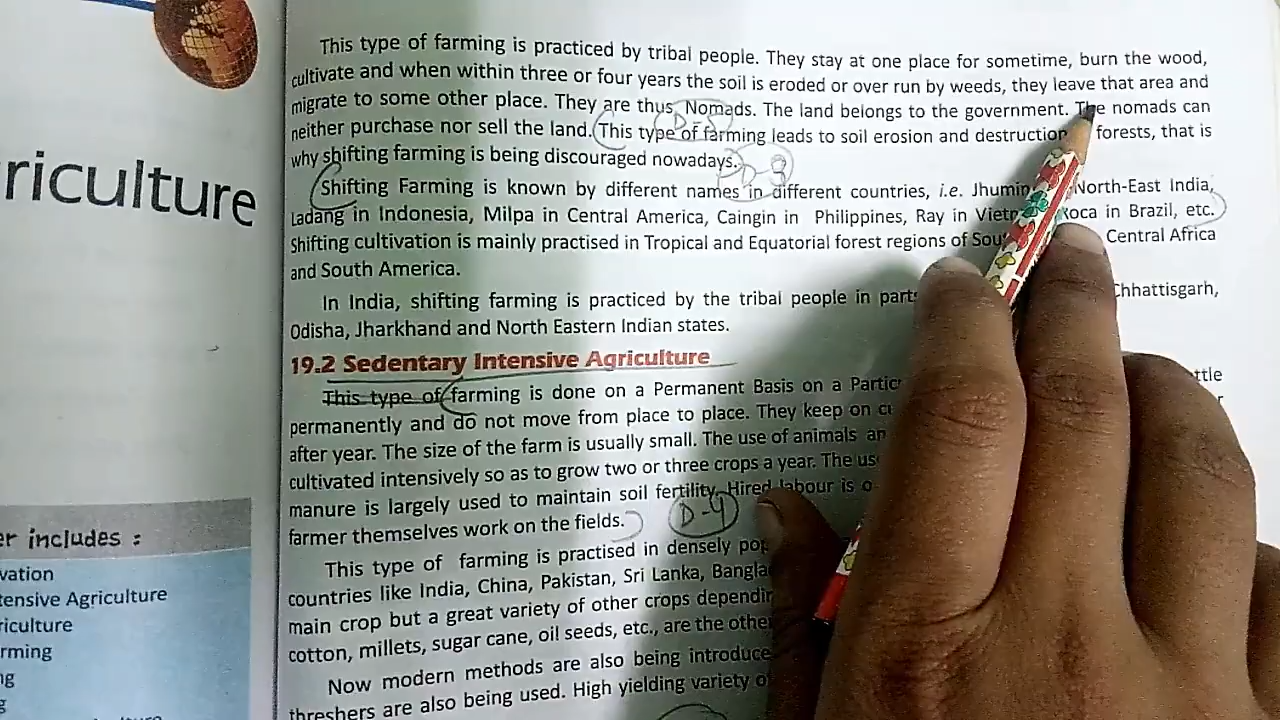 riculture
er includes :
vation
tensive Agriculture
riculture
rming
ng
g
This type of farming is practiced by tribal people. They stay at one place for sometime, burn the wood,
cultivate and when within three or four years the soil is eroded or over run by weeds, they leave that area and
migrate to some other place. They are thus Nomads. The land belongs to the government. The nomads can
neither purchase nor sell the land. This type of farming leads to soil erosion and destruction forests, that is
why shifting farming is being discouraged nowadays.
D-3
Shifting Farming is known by different names in different countries, i.e. Jhumin North-East India,
Ladang in Indonesia, Milpa in Central America, Caingin in Philippines, Ray in Vietn Roca in Brazil, etc.
Shifting cultivation is mainly practised in Tropical and Equatorial forest regions of Sou Central Africa
and South America.
In India, shifting farming is practiced by the tribal people in part Chhattisgarh,
Odisha, Jharkhand and North Eastern Indian states.
19.2 Sedentary Intensive Agriculture
This type of farming is done on a Permanent Basis on a Partic ttle
permanently and do not move from place to place. They keep on
after year. The size of the farm is usually small. The use of animals an
cultivated intensively so as to grow two or three crops a year. The us
manure is largely used to maintain soil fertility. Hired labour is o
farmer themselves work on the fields.
D-4
This type of farming is practised in densely pop
countries like India, China, Pakistan, Sri Lanka, Bangla
main crop but a great variety of other crops dependin
cotton, millets, sugar cane, oil seeds, etc., are the othe
Now modern methods are also being introduce
threshers are also being used. High yielding variety o